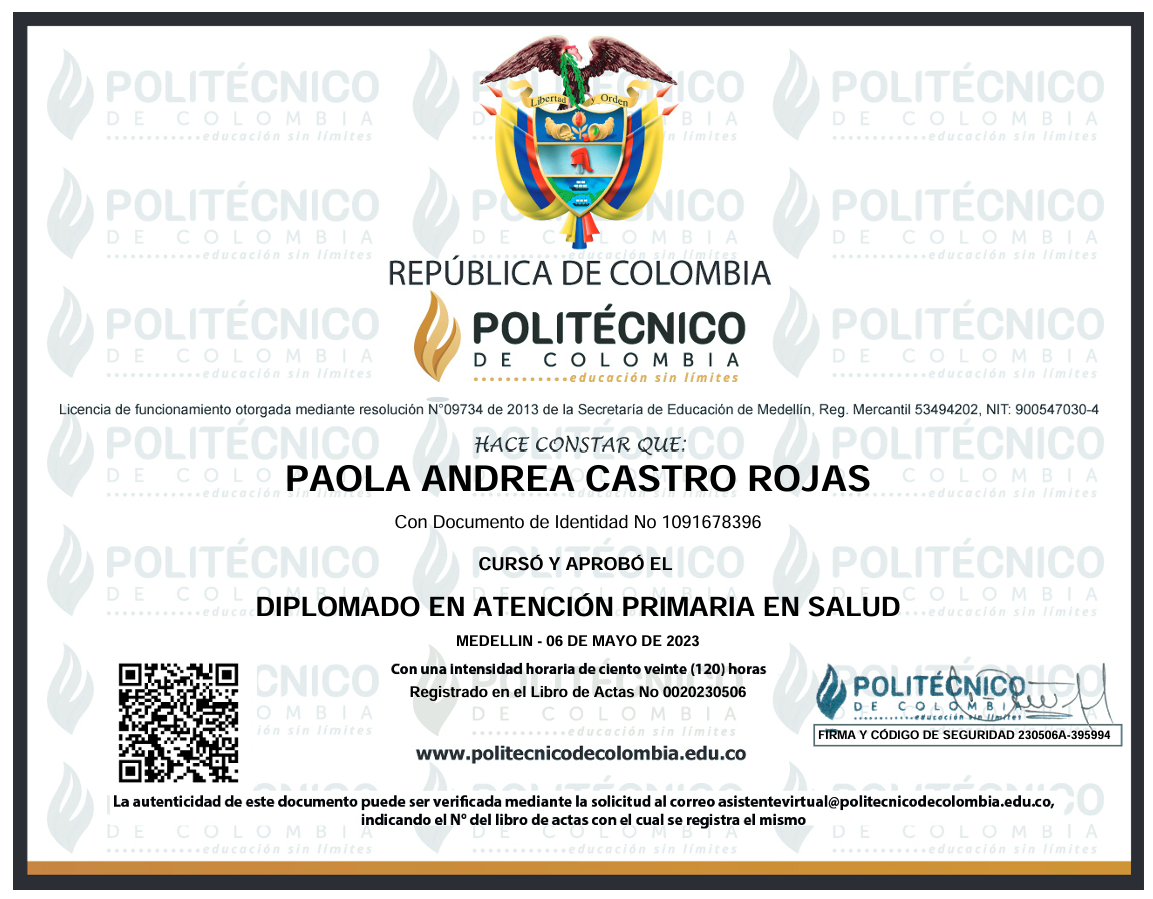 Libertad y Orden
REPÚBLICA DE COLOMBIA
POLITÉCNICO
DE COLOMBIA
educación sin límites
Licencia de funcionamiento otorgada mediante resolución N°09734 de 2013 de la Secretaría de Educación de Medellín, Reg. Mercantil 53494202, NIT: 900547030-4
HACE CONSTAR QUE:
PAOLA ANDREA CASTRO ROJAS
Con Documento de Identidad No 1091678396
CURSÓ Y APROBÓ EL
DIPLOMADO EN ATENCIÓN PRIMARIA EN SALUD
MEDELLIN - 06 DE MAYO DE 2023
Con una intensidad horaria de ciento veinte (120) horas
Registrado en el Libro de Actas No 0020230506
POLITÉCNICO
DE COLOMBIA
educación sin límites
FIRMA Y CÓDIGO DE SEGURIDAD 230506A-395994
www.politecnicodecolombia.edu.co
La autenticidad de este documento puede ser verificada mediante la solicitud al correo asistentevirtual@politecnicodecolombia.edu.co,
indicando el N° del libro de actas con el cual se registra el mismo